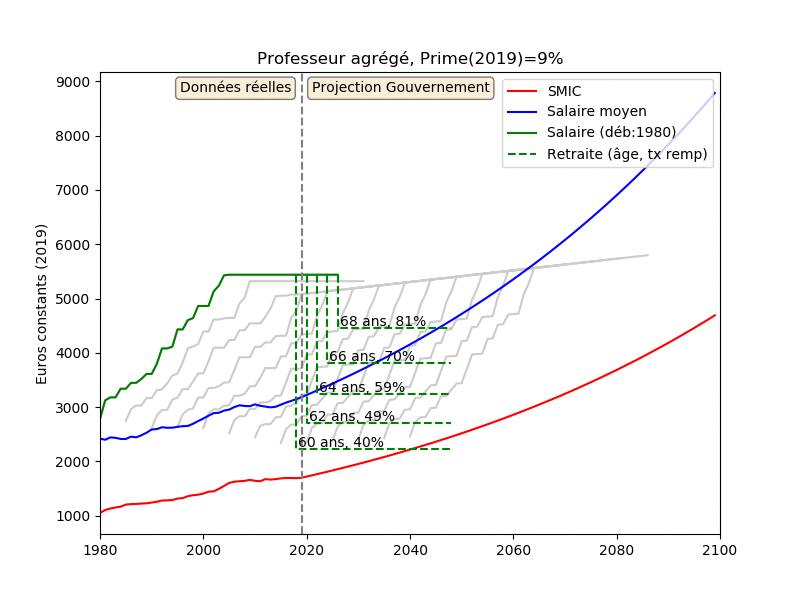 Professeur agrégé, Prime(2019)=9%
Données réelles
Projection Gouvernement
SMIC
Salaire moyen
Salaire (déb:1980)
Retraite (âge, tx remp)
Euros constants (2019)
9000
8000
7000
6000
5000
4000
3000
2000
1000
68 ans, 81%
66 ans, 70%
64 ans, 59%
62 ans, 49%
60 ans, 40%
1980
2000
2020
2040
2060
2080
2100